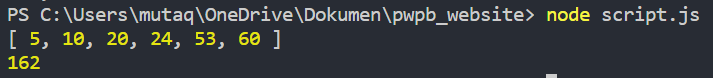 PS C:\Users\mutaq\OneDrive\Dokumen\pwpb_website> node script.js
[ 5, 10, 20, 24, 53, 60 ]
162